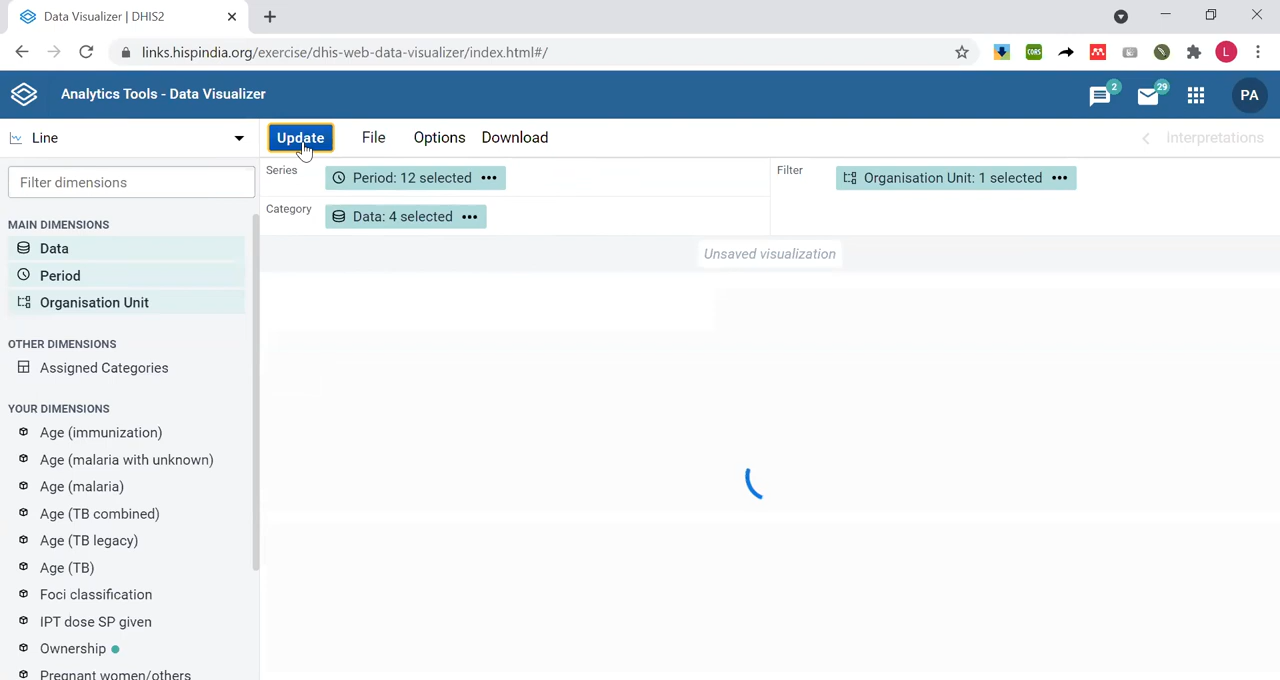 Data Visualizer | DHIS2
links.hispindia.org/exercise/dhis-web-data-visualizer/index.html#/
CORS
L
Analytics Tools - Data Visualizer
2
29
PA
Line
Update
File
Options
Download
Interpretations
Filter dimensions
Series
Period: 12 selected
Filter
Organisation Unit: 1 selected
Category
Data: 4 selected
Unsaved visualization
MAIN DIMENSIONS
Data
Period
Organisation Unit
OTHER DIMENSIONS
Assigned Categories
YOUR DIMENSIONS
Age (immunization)
Age (malaria with unknown)
Age (malaria)
Age (TB combined)
Age (TB legacy)
Age (TB)
Foci classification
IPT dose SP given
Ownership
Pregnant women/others